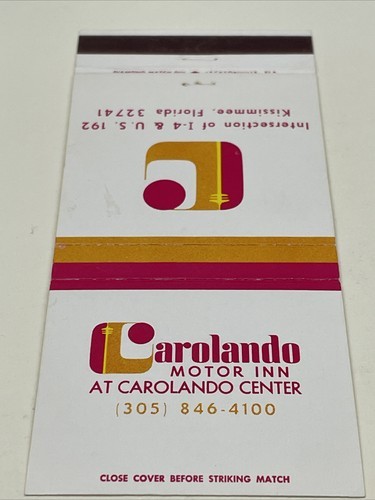 Intersection of I-4 & U.S. 192
Kissimmee, Florida 32741
Carolando
MOTOR INN
AT CAROLANDO CENTER
(305) 846-4100
CLOSE COVER BEFORE STRIKING MATCH